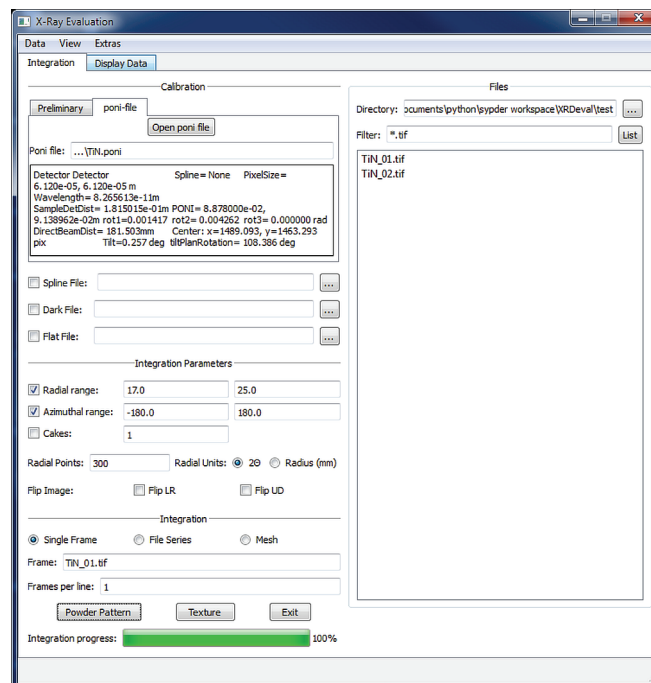 X-Ray Evaluation
Data View Extras
Integration Display Data
Calibration
Preliminary poni-file
Open poni file
Poni file: ...\TiN.poni
Detector Detector Spline= None PixelSize=
6.120e-05, 6.120e-05 m
Wavelength= 8.265613e-11m
SampleDetDist= 1.815015e-01m PONI= 8.878000e-02,
9.138962e-02m rot1=0.001417 rot2= 0.004262 rot3= 0.000000 rad
DirectBeamDist= 181.503mm Center: x=1489.093, y=1463.293
pix Tilt=0.257 deg tiltPlanRotation= 108.386 deg
Spline File: ...
Dark File: ...
Flat File: ...
Integration Parameters
Radial range: 17.0 25.0
Azimuthal range: -180.0 180.0
Cakes: 1
Radial Points: 300 Radial Units: 2Θ Radius (mm)
Flip Image: Flip LR Flip UD
Integration
Single Frame File Series Mesh
Frame: TiN_01.tif
Frames per line: 1
Powder Pattern Texture Exit
Integration progress: 100%
Files
Directory: ocuments\python\sypder workspace\XRDeval\test ...
Filter: *.tif List
TiN_01.tif
TiN_02.tif